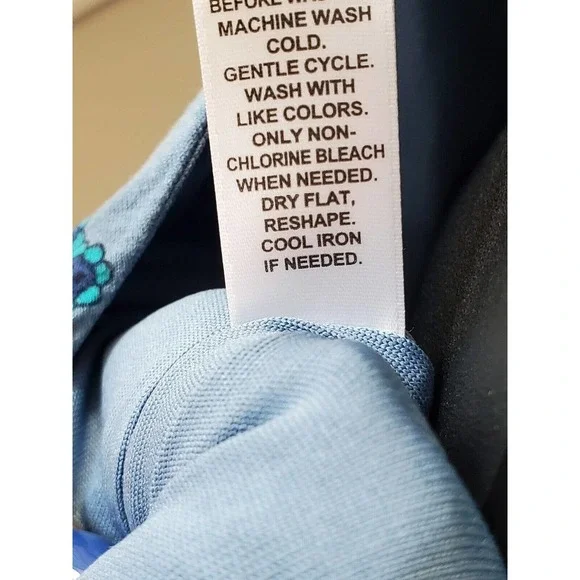 BEFORE
MACHINE WASH
COLD.
GENTLE CYCLE.
WASH WITH
LIKE COLORS.
ONLY NON-
CHLORINE BLEACH
WHEN NEEDED.
DRY FLAT,
RESHAPE.
COOL IRON
IF NEEDED.